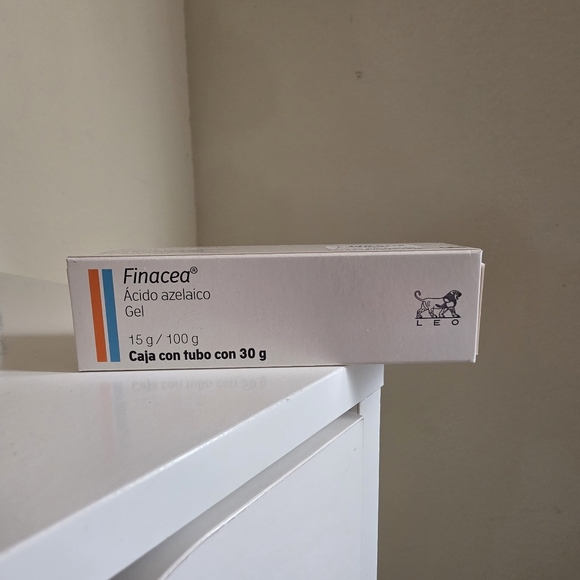 Finacea®
Ácido azelaico
Gel
15 g / 100 g
Caja con tubo con 30 g
LEO